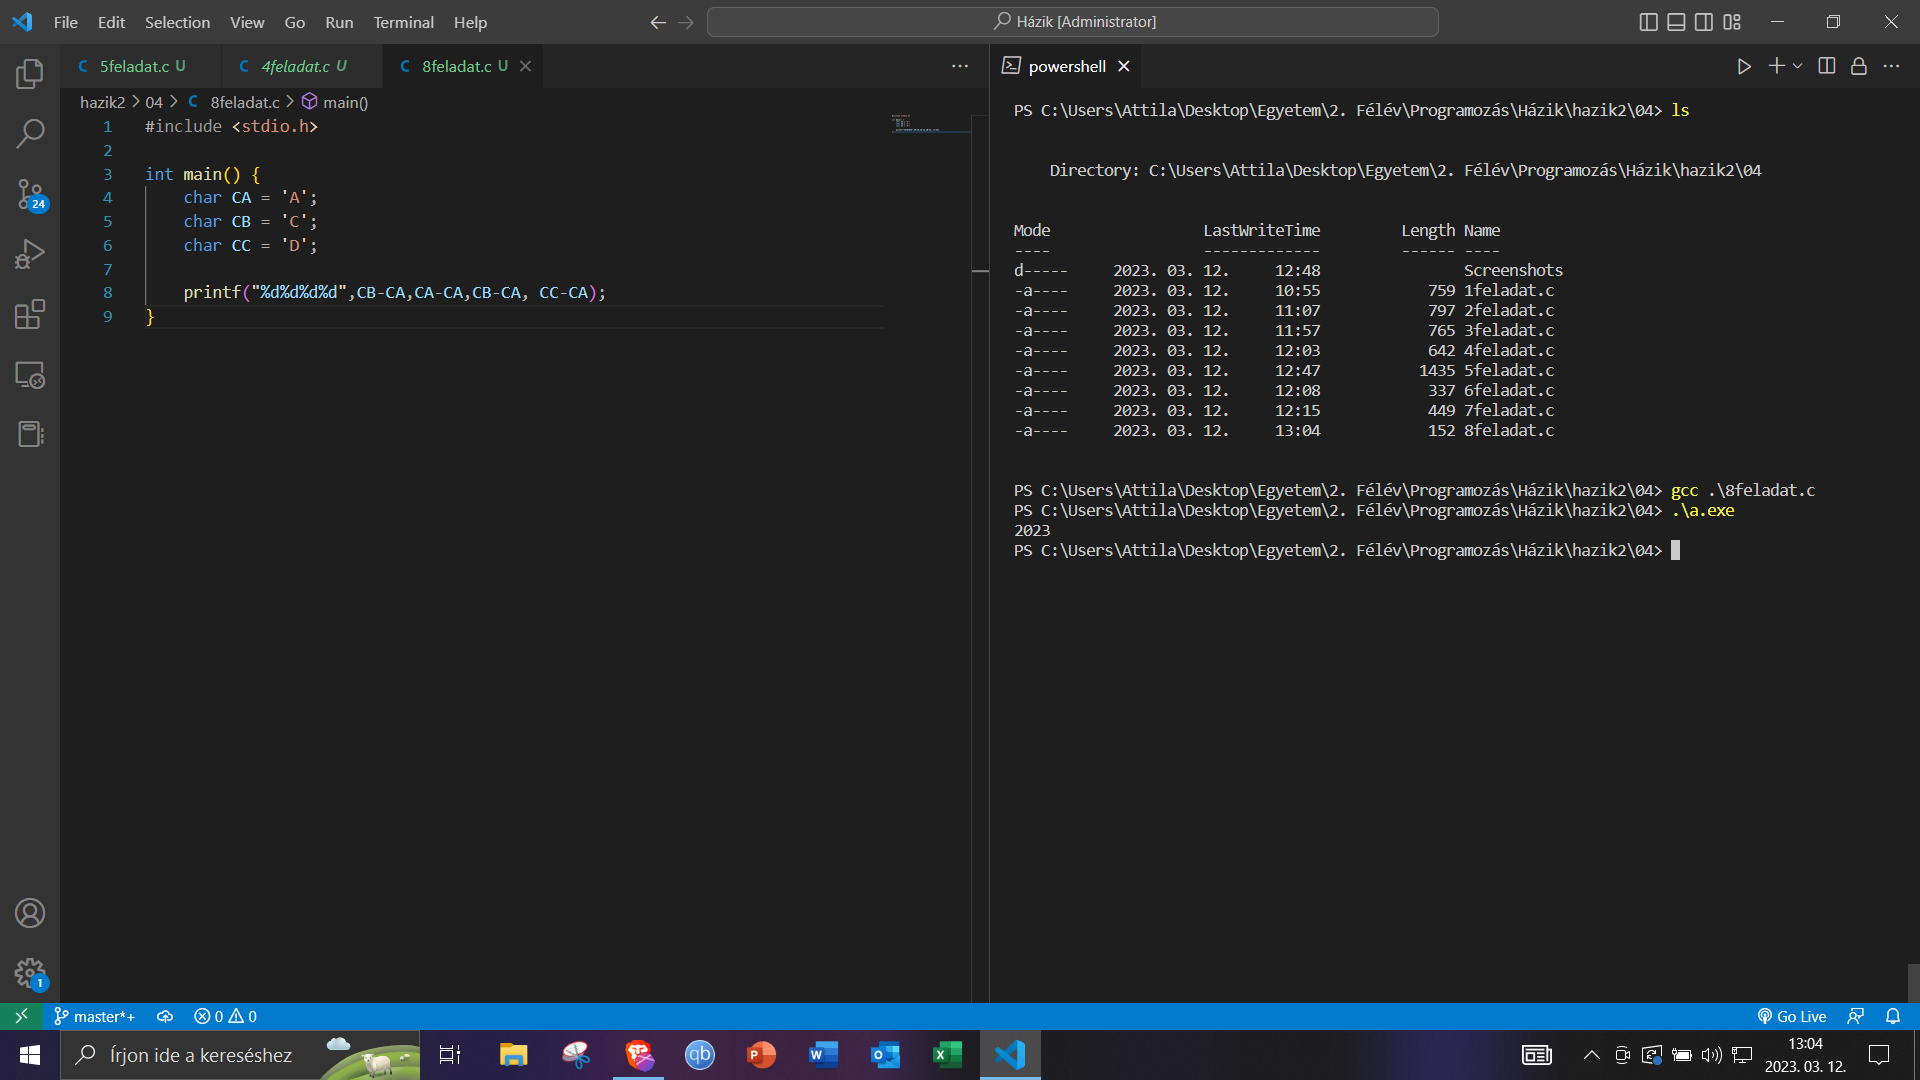 File Edit Selection View Go Run Terminal Help
Házik [Administrator]
5feladat.c U
4feladat.c U
8feladat.c U
powershell
hazik2 > 04 > C 8feladat.c > main()
1 #include <stdio.h>
2
3 int main() {
4     char CA = 'A';
5     char CB = 'C';
6     char CC = 'D';
7
8     printf("%d%d%d%d",CB-CA,CA-CA,CB-CA, CC-CA);
9 }
PS C:\Users\Attila\Desktop\Egyetem\2. Félév\Programozás\Házik\hazik2\04> ls
Directory: C:\Users\Attila\Desktop\Egyetem\2. Félév\Programozás\Házik\hazik2\04
Mode LastWriteTime Length Name
---- ------------- ------ ----
d----- 2023. 03. 12. 12:48 Screenshots
-a---- 2023. 03. 12. 10:55 759 1feladat.c
-a---- 2023. 03. 12. 11:07 797 2feladat.c
-a---- 2023. 03. 12. 11:57 765 3feladat.c
-a---- 2023. 03. 12. 12:03 642 4feladat.c
-a---- 2023. 03. 12. 12:47 1435 5feladat.c
-a---- 2023. 03. 12. 12:08 337 6feladat.c
-a---- 2023. 03. 12. 12:15 449 7feladat.c
-a---- 2023. 03. 12. 13:04 152 8feladat.c
PS C:\Users\Attila\Desktop\Egyetem\2. Félév\Programozás\Házik\hazik2\04> gcc .\8feladat.c
PS C:\Users\Attila\Desktop\Egyetem\2. Félév\Programozás\Házik\hazik2\04> .\a.exe
2023
PS C:\Users\Attila\Desktop\Egyetem\2. Félév\Programozás\Házik\hazik2\04>
24
1
master*+ 0 0
Go Live
Írjon ide a kereséshez
qb
P
W
O
X
13:04
2023. 03. 12.